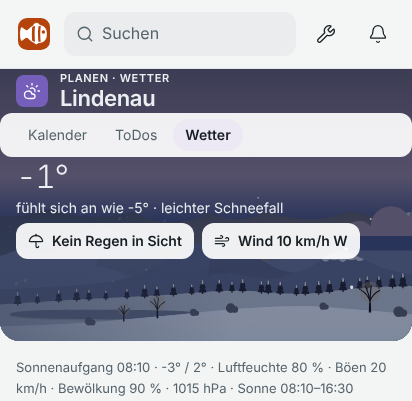 Suchen
PLANEN · WETTER
Lindenau
Kalender ToDos Wetter
-1°
fühlt sich an wie -5° · leichter Schneefall
Kein Regen in Sicht Wind 10 km/h W
Sonnenaufgang 08:10 · -3° / 2° · Luftfeuchte 80 % · Böen 20
km/h · Bewölkung 90 % · 1015 hPa · Sonne 08:10–16:30